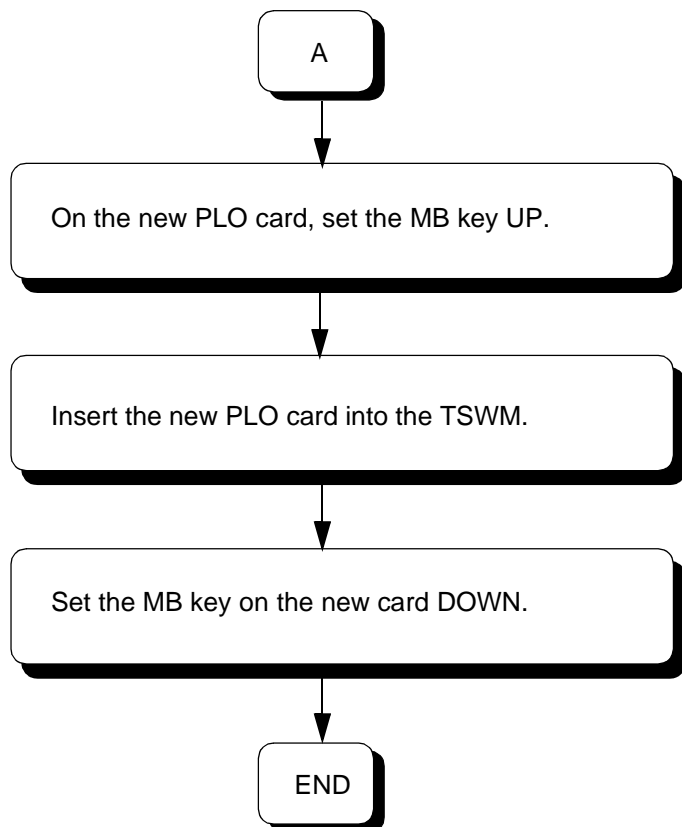 A
On the new PLO card, set the MB key UP.
Insert the new PLO card into the TSWM.
Set the MB key on the new card DOWN.
END